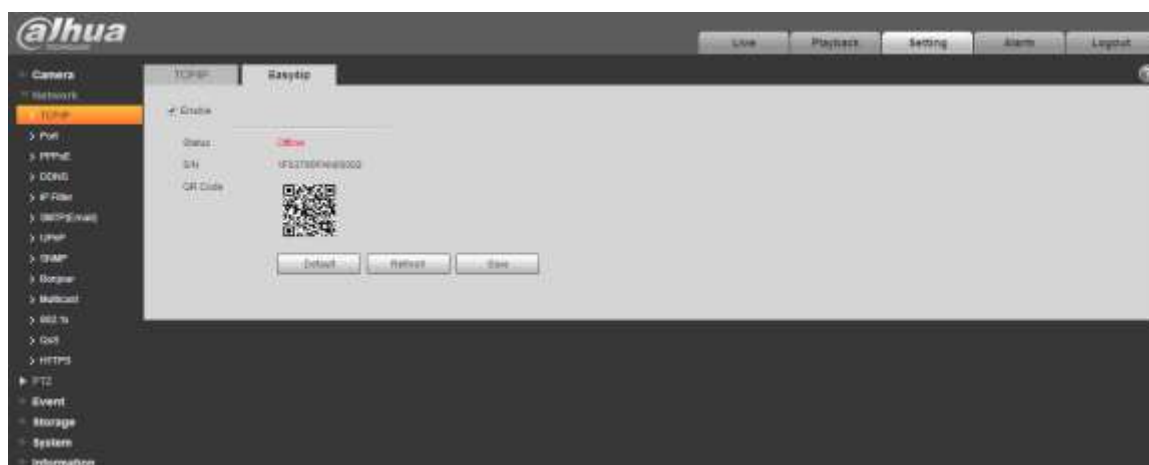 alhua
TECHNOLOGY
Live Playback Setting Alarm Logout
Camera
Network
TCP/IP
Port
PPPoE
DDNS
IP Filter
SMTP(Email)
UPnP
SNMP
Bonjour
Multicast
802.1x
QoS
HTTPS
PTZ
Event
Storage
System
Information
TCP/IP Easy4ip
Enable
Status Offline
S/N
QR Code
Default Refresh Save